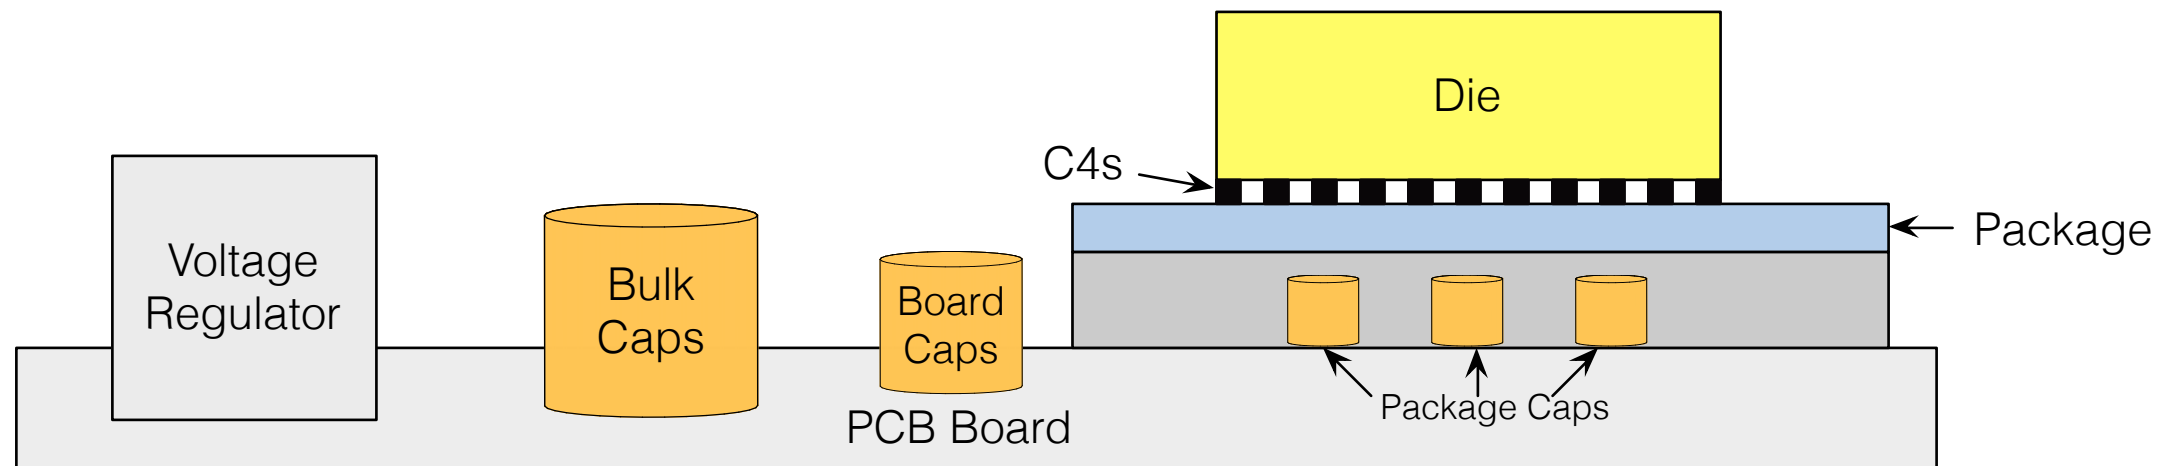 Die
C4s
Package
Voltage
Regulator
Bulk
Caps
Board
Caps
Package Caps
PCB Board